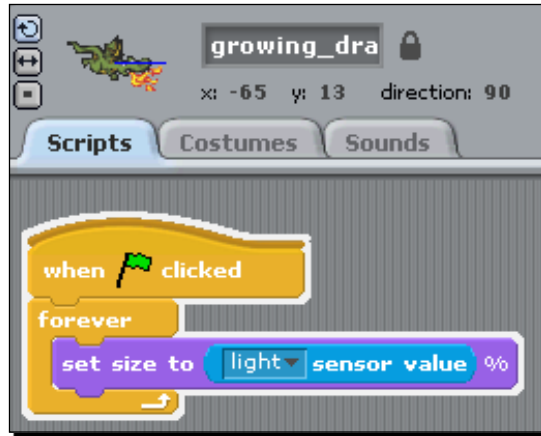 growing_dra
x: -65 y: 13 direction: 90
Scripts Costumes Sounds
when clicked
forever
set size to light sensor value %